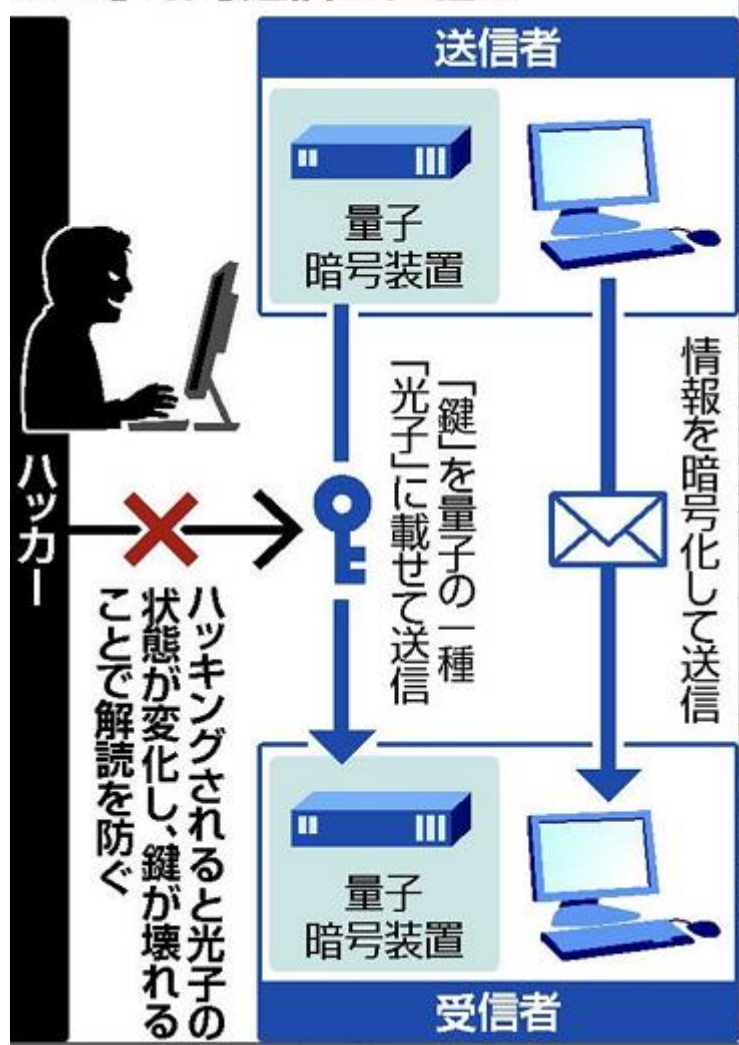 送信者
量子
暗号装置
「鍵」を量子の一種
「光子」に載せて送信
情報を暗号化して送信
ハッカー
ハッキングされると光子の
状態が変化し、鍵が壊れる
ことで解読を防ぐ
量子
暗号装置
受信者